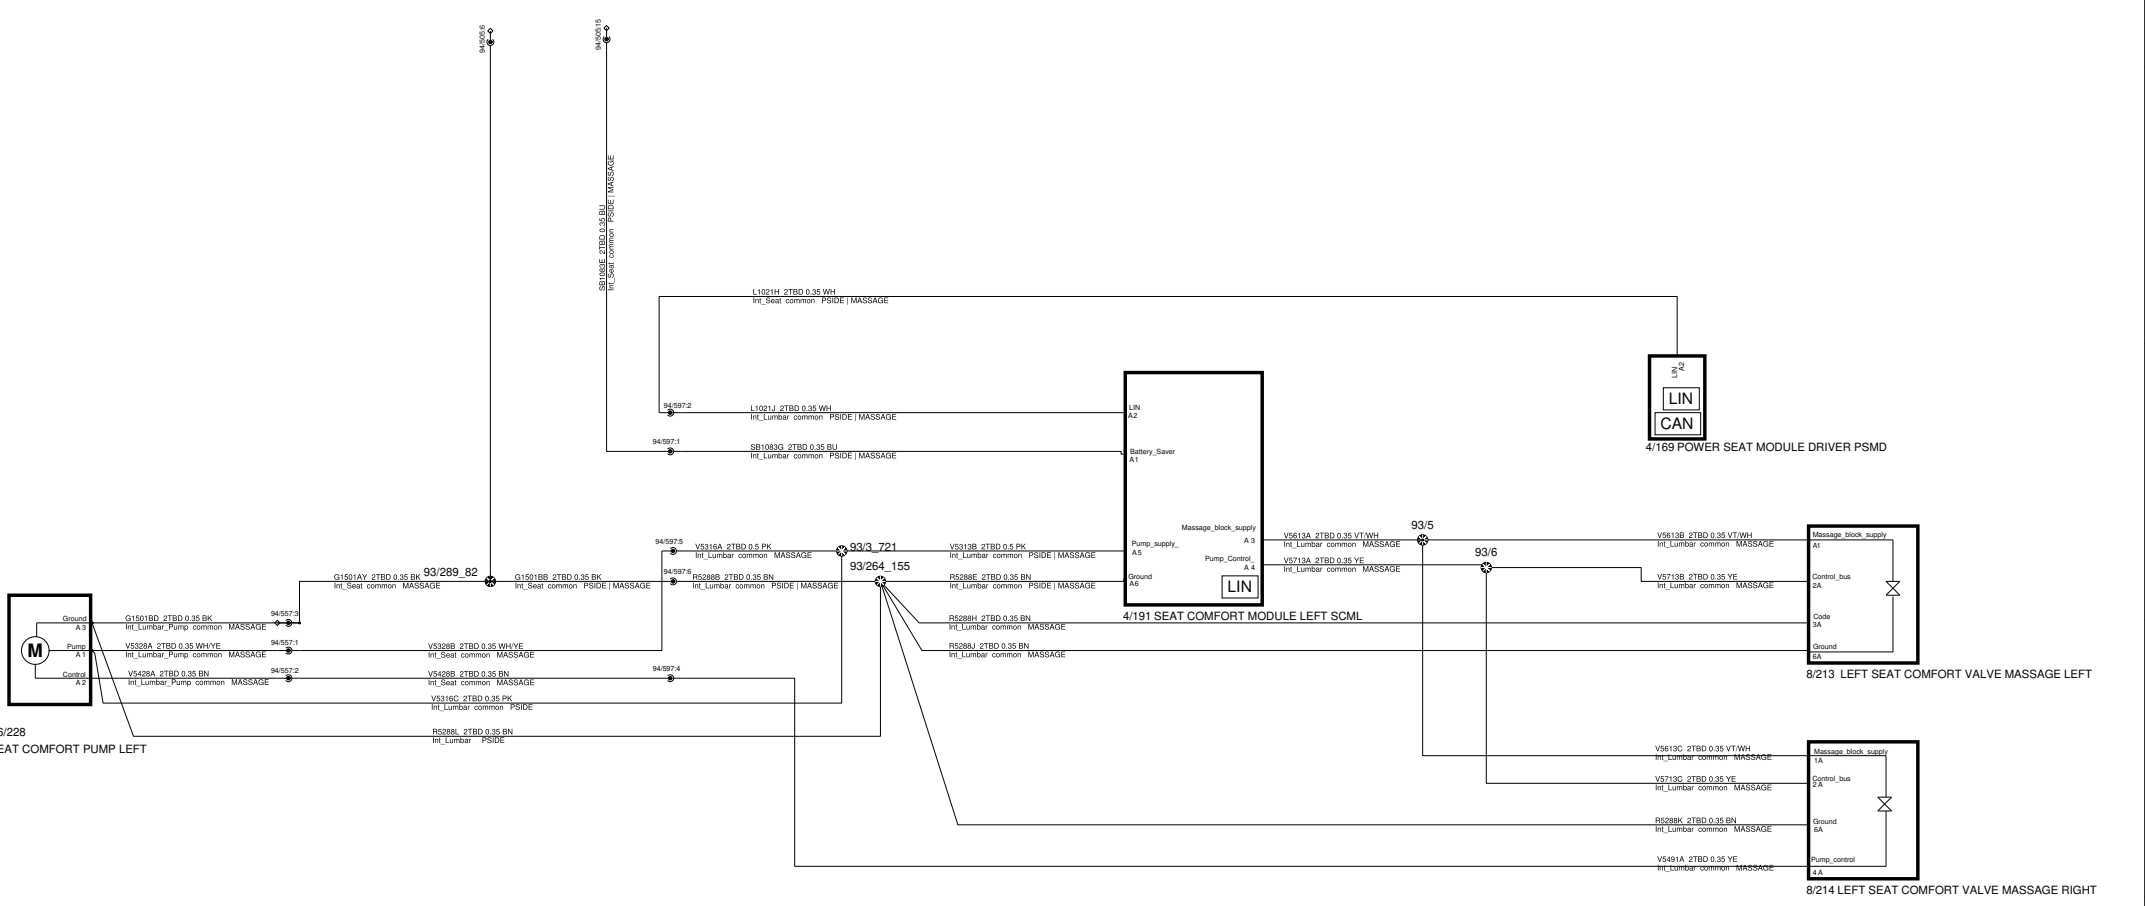 94/505:6
94/505:15
SB1083E 2TBD 0.35 BU
Int_Seat common PSIDE | MASSAGE
L1021H 2TBD 0.35 WH
Int_Seat common PSIDE | MASSAGE
LIN
A2
LIN
CAN
4/169 POWER SEAT MODULE DRIVER PSMD
94/597:2
L1021J 2TBD 0.35 WH
Int_Lumbar common PSIDE | MASSAGE
LIN
A2
94/597:1
SB1083G 2TBD 0.35 BU
Int_Lumbar common PSIDE | MASSAGE
Battery_Saver
A1
Massage_block_supply
A 3
Pump_supply_
A5
Pump_Control_
A 4
Ground
A6
LIN
4/191 SEAT COMFORT MODULE LEFT SCML
94/597:5
V5316A 2TBD 0.5 PK
Int_Lumbar common MASSAGE
93/3_721
V5313B 2TBD 0.5 PK
Int_Lumbar common PSIDE | MASSAGE
93/264_155
94/597:6
G1501AY 2TBD 0.35 BK
Int_Seat common MASSAGE
93/289_82
G1501BB 2TBD 0.35 BK
Int_Seat common PSIDE | MASSAGE
R5288B 2TBD 0.35 BN
Int_Lumbar common PSIDE | MASSAGE
R5288E 2TBD 0.35 BN
Int_Lumbar common PSIDE | MASSAGE
V5613A 2TBD 0.35 VT/WH
Int_Lumbar common MASSAGE
93/5
V5613B 2TBD 0.35 VT/WH
Int_Lumbar common MASSAGE
V5713A 2TBD 0.35 YE
Int_Lumbar common MASSAGE
93/6
V5713B 2TBD 0.35 YE
Int_Lumbar common MASSAGE
Massage_block_supply
A1
Control_bus
2A
Code
3A
Ground
6A
8/213 LEFT SEAT COMFORT VALVE MASSAGE LEFT
Ground
A 3
G1501BD 2TBD 0.35 BK
Int_Lumbar_Pump common MASSAGE
94/557:3
R5288H 2TBD 0.35 BN
Int_Lumbar common MASSAGE
M
Pump
A 1
V5328A 2TBD 0.35 WH/YE
Int_Lumbar_Pump common MASSAGE
94/557:1
V5328B 2TBD 0.35 WH/YE
Int_Seat common MASSAGE
R5288J 2TBD 0.35 BN
Int_Lumbar common MASSAGE
Control
A 2
V5428A 2TBD 0.35 BN
Int_Lumbar_Pump common MASSAGE
94/557:2
V5428B 2TBD 0.35 BN
Int_Seat common MASSAGE
94/597:4
V5316C 2TBD 0.35 PK
Int_Lumbar common PSIDE
R5288L 2TBD 0.35 BN
Int_Lumbar PSIDE
6/228
EAT COMFORT PUMP LEFT
V5613C 2TBD 0.35 VT/WH
Int_Lumbar common MASSAGE
Massage_block_supply
1A
V5713C 2TBD 0.35 YE
Int_Lumbar common MASSAGE
Control_bus
2 A
R5288K 2TBD 0.35 BN
Int_Lumbar common MASSAGE
Ground
6A
V5491A 2TBD 0.35 YE
Int_Lumbar common MASSAGE
Pump_control
4 A
8/214 LEFT SEAT COMFORT VALVE MASSAGE RIGHT